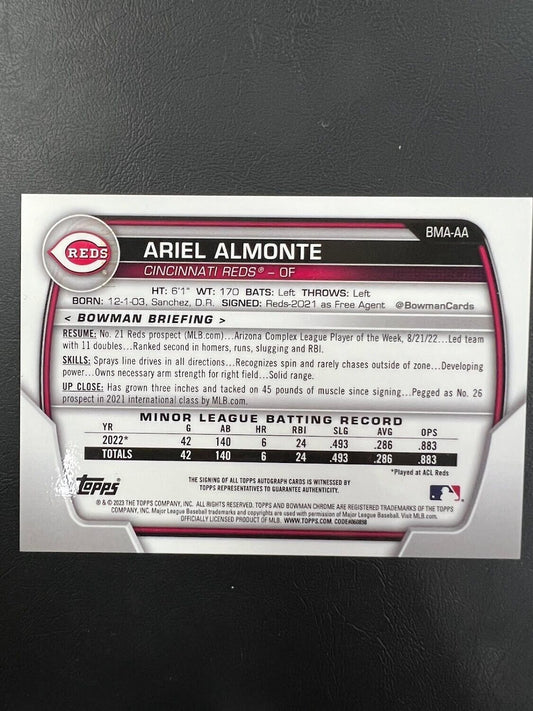 BMA-AA
REDS
ARIEL ALMONTE
CINCINNATI REDS® – OF
HT: 6'1" WT: 170 BATS: Left THROWS: Left
BORN: 12-1-03, Sanchez, D.R. SIGNED: Reds-2021 as Free Agent @BowmanCards
< BOWMAN BRIEFING >
RESUME: No. 21 Reds prospect (MLB.com)...Arizona Complex League Player of the Week, 8/21/22...Led team
with 11 doubles...Ranked second in homers, runs, slugging and RBI.
SKILLS: Sprays line drives in all directions...Recognizes spin and rarely chases outside of zone...Developing
power...Owns necessary arm strength for right field...Solid range.
UP CLOSE: Has grown three inches and tacked on 45 pounds of muscle since signing...Pegged as No. 26
prospect in 2021 international class by MLB.com.
MINOR LEAGUE BATTING RECORD
YR G AB HR RBI SLG AVG OPS
2022* 42 140 6 24 .493 .286 .883
TOTALS 42 140 6 24 .493 .286 .883
*Played at ACL Reds
topps
THE SIGNING OF ALL TOPPS AUTOGRAPH CARDS IS WITNESSED BY
TOPPS REPRESENTATIVES TO GUARANTEE AUTHENTICITY.
® & © 2023 THE TOPPS COMPANY, INC. ALL RIGHTS RESERVED. TOPPS AND BOWMAN CHROME ARE REGISTERED TRADEMARKS OF THE TOPPS
COMPANY, INC. Major League Baseball trademarks and copyrights are used with permission of Major League Baseball. Visit MLB.com.
OFFICIALLY LICENSED PRODUCT OF MLB. WWW.TOPPS.COM. CODE#060898